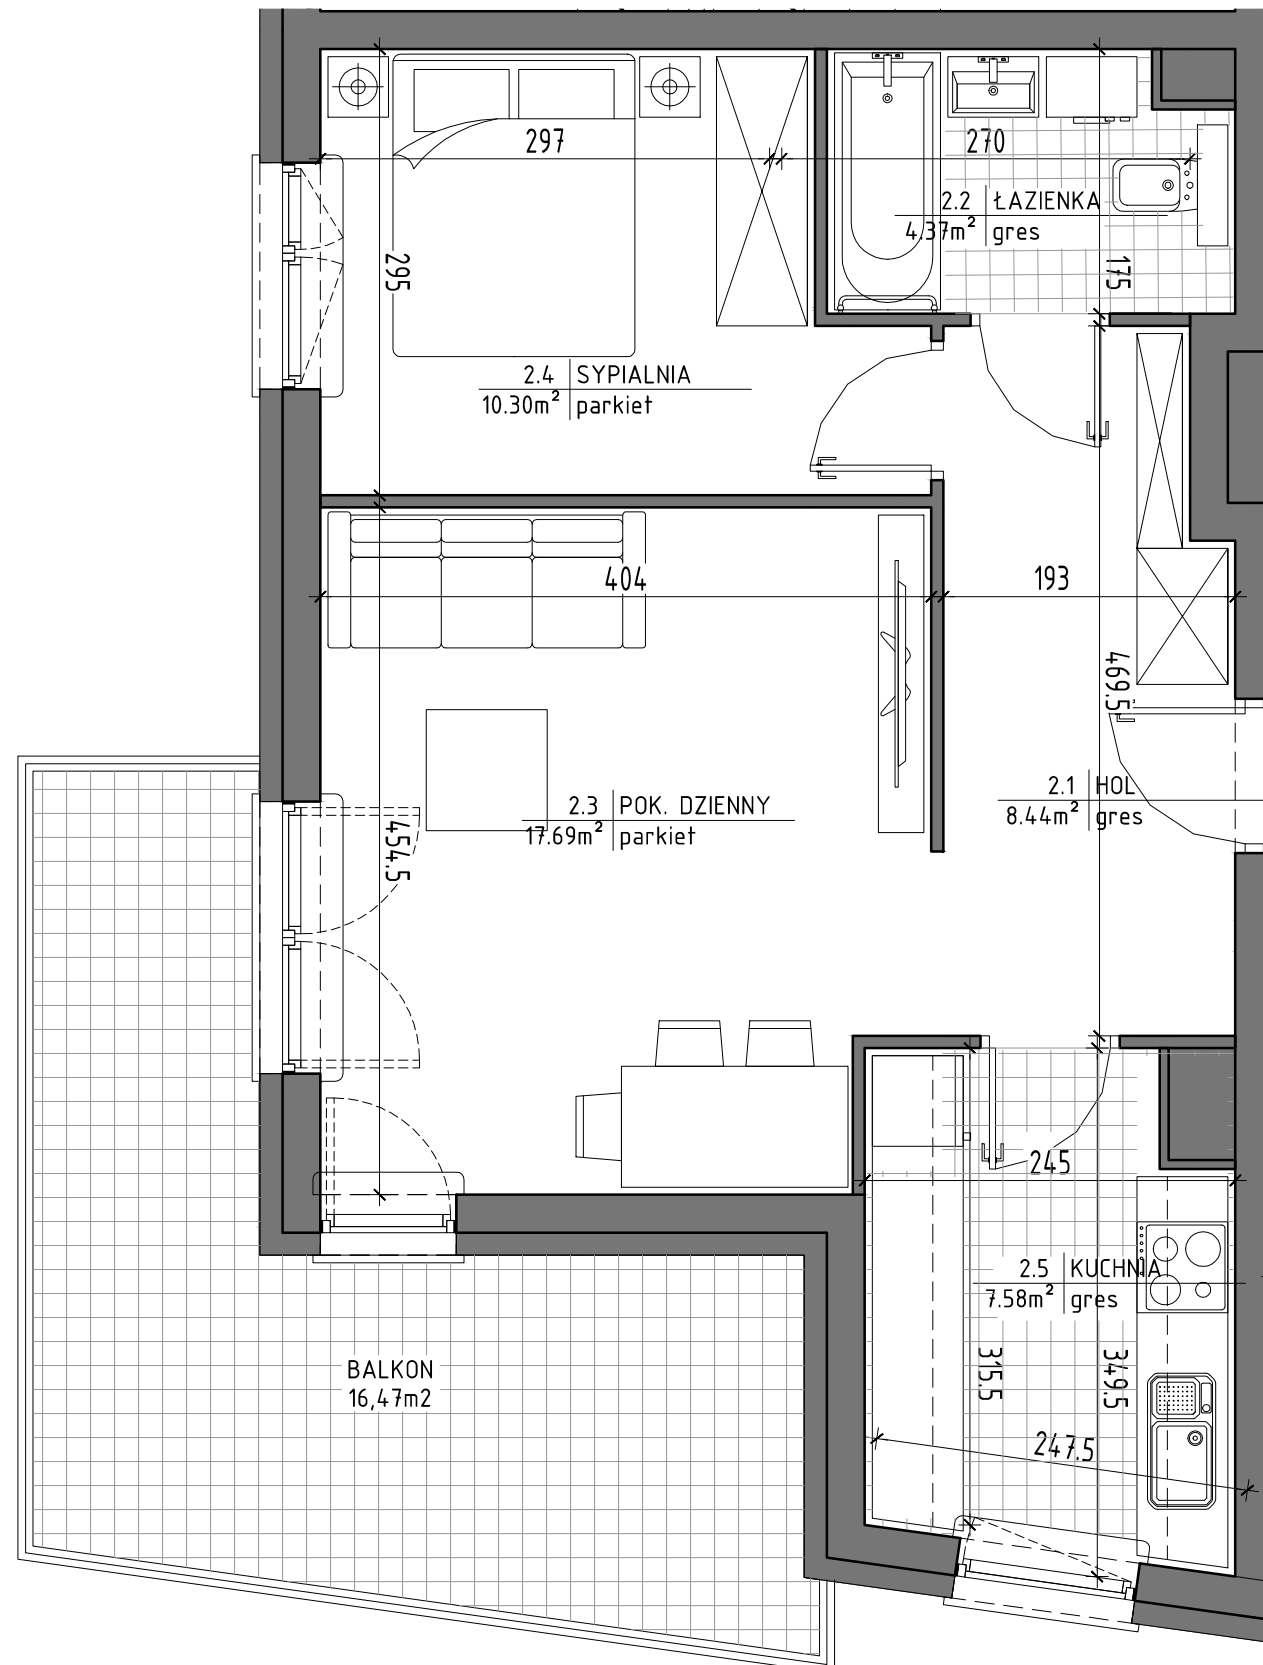 297
270
2.2 ŁAZIENKA
4.37m² gres
295
175
2.4 SYPIALNIA
10.30m² parkiet
404
193
469.5
2.1 HOL
8.44m² gres
2.3 POK. DZIENNY
17.69m² parkiet
454.5
245
2.5 KUCHNIA
7.58m² gres
315.5
349.5
BALKON
16,47m2
247.5